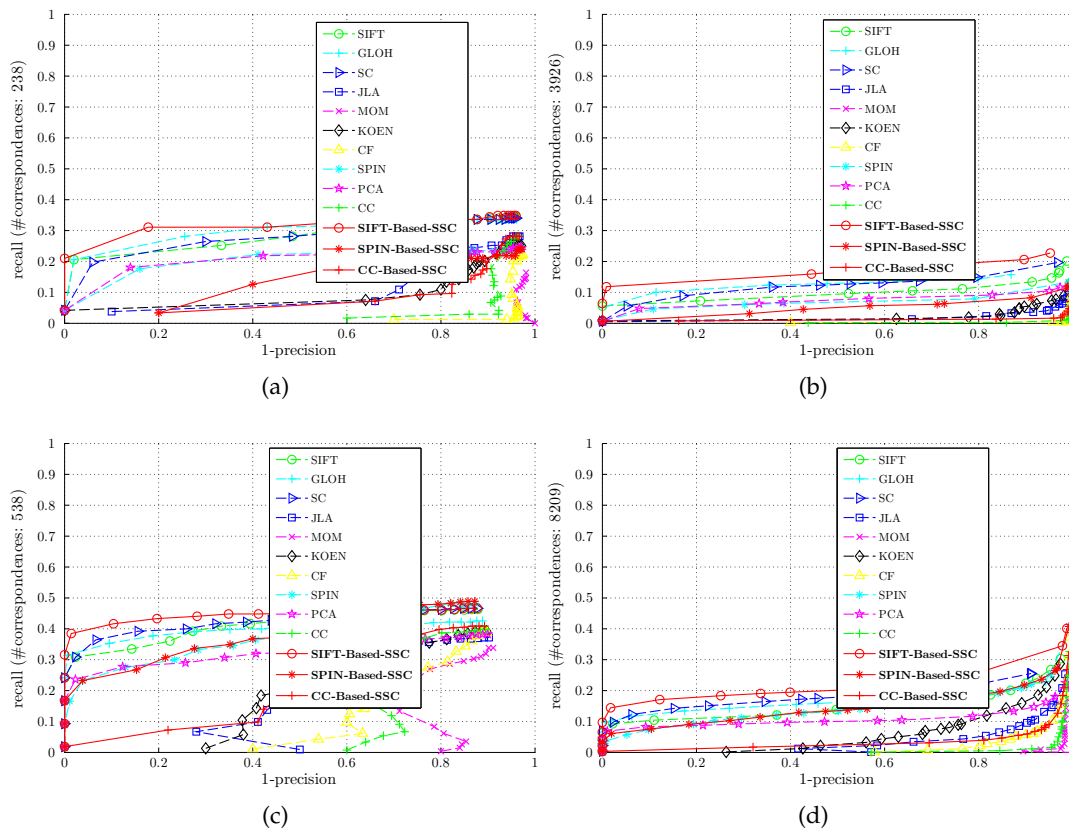 1
0.9
0.8
0.7
0.6
0.5
0.4
0.3
0.2
0.1
0
0 0.2 0.4 0.6 0.8 1
recall (#correspondences: 238)
1-precision
SIFT
GLOH
SC
JLA
MOM
KOEN
CF
SPIN
PCA
CC
SIFT-Based-SSC
SPIN-Based-SSC
CC-Based-SSC
(a)
1
0.9
0.8
0.7
0.6
0.5
0.4
0.3
0.2
0.1
0
0 0.2 0.4 0.6 0.8
recall (#correspondences: 3926)
1-precision
SIFT
GLOH
SC
JLA
MOM
KOEN
CF
SPIN
PCA
CC
SIFT-Based-SSC
SPIN-Based-SSC
CC-Based-SSC
(b)
1
0.9
0.8
0.7
0.6
0.5
0.4
0.3
0.2
0.1
0
0 0.2 0.4 0.6 0.8 1
recall (#correspondences: 538)
1-precision
SIFT
GLOH
SC
JLA
MOM
KOEN
CF
SPIN
PCA
CC
SIFT-Based-SSC
SPIN-Based-SSC
CC-Based-SSC
(c)
1
0.9
0.8
0.7
0.6
0.5
0.4
0.3
0.2
0.1
0
0 0.2 0.4 0.6 0.8
recall (#correspondences: 8209)
1-precision
SIFT
GLOH
SC
JLA
MOM
KOEN
CF
SPIN
PCA
CC
SIFT-Based-SSC
SPIN-Based-SSC
CC-Based-SSC
(d)